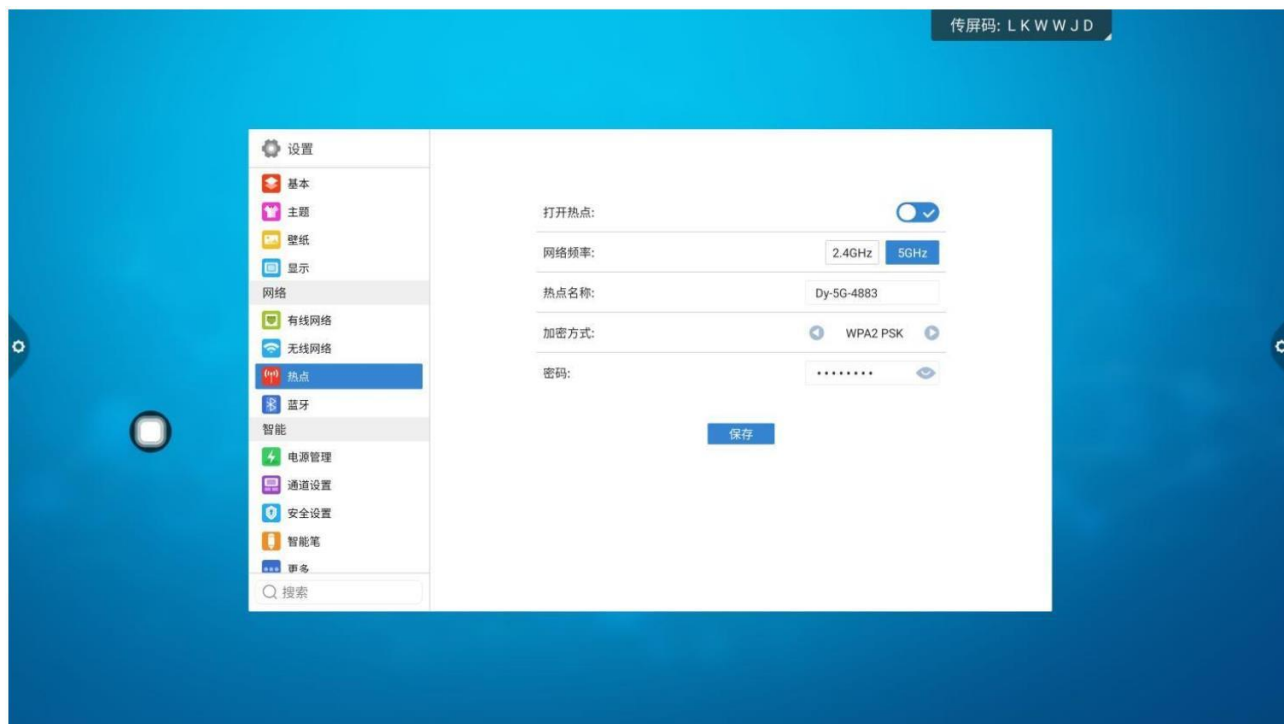 传屏码: LKWWJD
设置
基本
主题
壁纸
显示
网络
有线网络
无线网络
热点
蓝牙
智能
电源管理
通道设置
安全设置
智能笔
更多
搜索
打开热点:
网络频率: 2.4GHz 5GHz
热点名称: Dy-5G-4883
加密方式: WPA2 PSK
密码: ········
保存